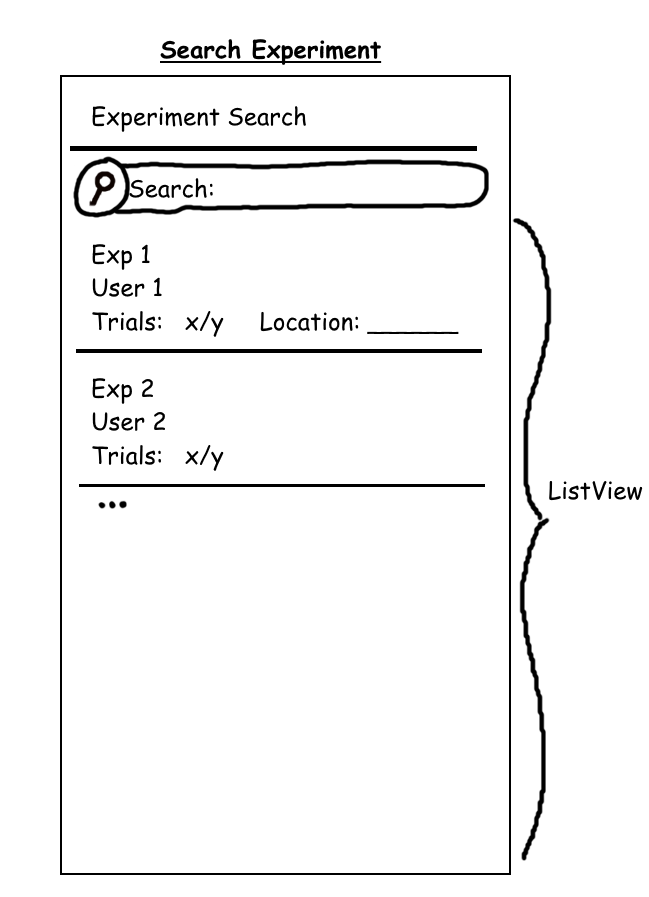 Search Experiment
Experiment Search
Search:
Exp 1
User 1
Trials: x/y Location: ______
Exp 2
User 2
Trials: x/y
...
ListView